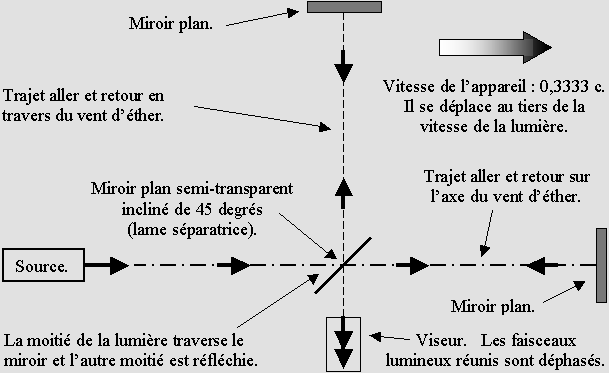 Miroir plan.
Vitesse de l’appareil : 0,3333 c.
Il se déplace au tiers de la
vitesse de la lumière.
Trajet aller et retour en
travers du vent d’éther.
Trajet aller et retour sur
l’axe du vent d’éther.
Miroir plan semi-transparent
incliné de 45 degrés
(lame séparatrice).
Source.
Miroir plan.
La moitié de la lumière traverse le
miroir et l’autre moitié est réfléchie.
Viseur. Les faisceaux
lumineux réunis sont déphasés.